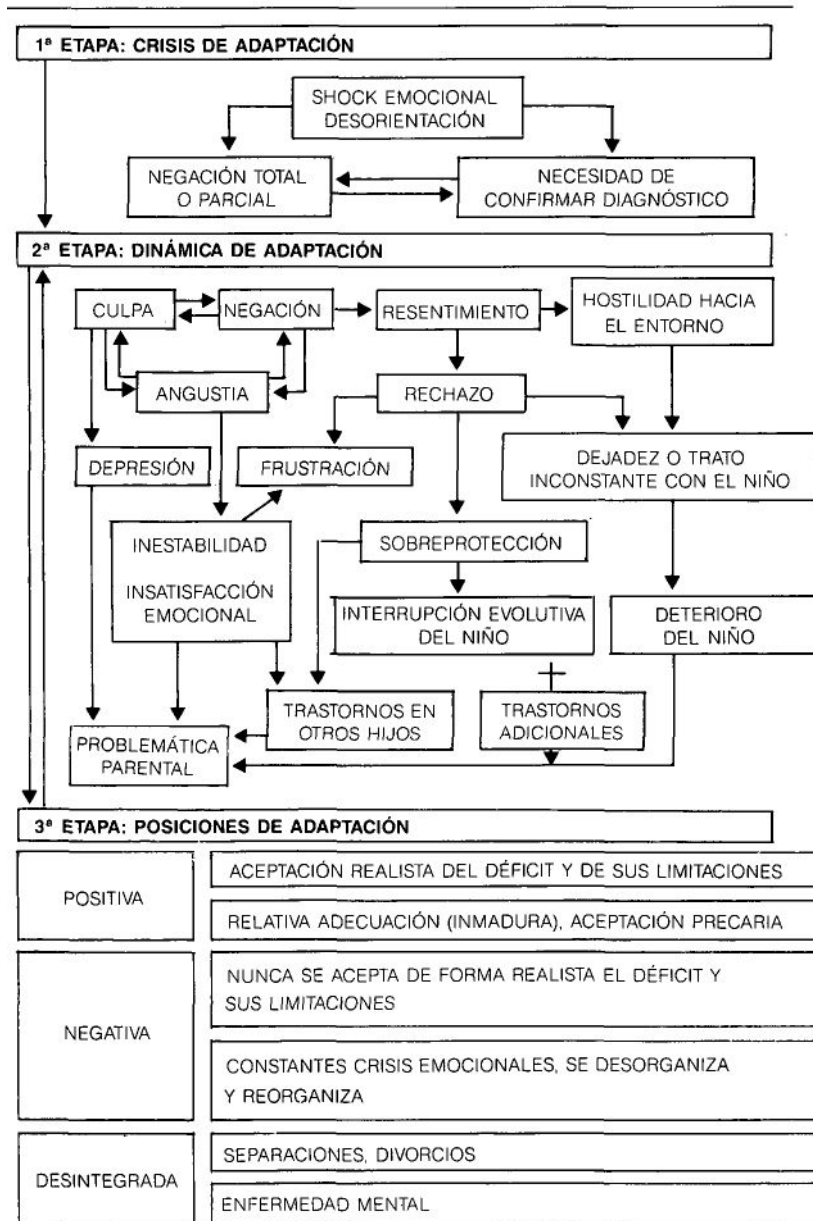 1ª ETAPA: CRISIS DE ADAPTACIÓN
SHOCK EMOCIONAL
DESORIENTACIÓN
NEGACIÓN TOTAL
O PARCIAL
NECESIDAD DE
CONFIRMAR DIAGNÓSTICO
2ª ETAPA: DINÁMICA DE ADAPTACIÓN
CULPA
NEGACIÓN
RESENTIMIENTO
HOSTILIDAD HACIA
EL ENTORNO
ANGUSTIA
RECHAZO
DEPRESIÓN
FRUSTRACIÓN
DEJADEZ O TRATO
INCONSTANTE CON EL NIÑO
INESTABILIDAD
INSATISFACCIÓN
EMOCIONAL
SOBREPROTECCIÓN
INTERRUPCIÓN EVOLUTIVA
DEL NIÑO
DETERIORO
DEL NIÑO
TRASTORNOS EN
OTROS HIJOS
TRASTORNOS
ADICIONALES
PROBLEMÁTICA
PARENTAL
3ª ETAPA: POSICIONES DE ADAPTACIÓN
POSITIVA
ACEPTACIÓN REALISTA DEL DÉFICIT Y DE SUS LIMITACIONES
RELATIVA ADECUACIÓN (INMADURA), ACEPTACIÓN PRECARIA
NEGATIVA
NUNCA SE ACEPTA DE FORMA REALISTA EL DÉFICIT Y
SUS LIMITACIONES
CONSTANTES CRISIS EMOCIONALES, SE DESORGANIZA
Y REORGANIZA
DESINTEGRADA
SEPARACIONES, DIVORCIOS
ENFERMEDAD MENTAL